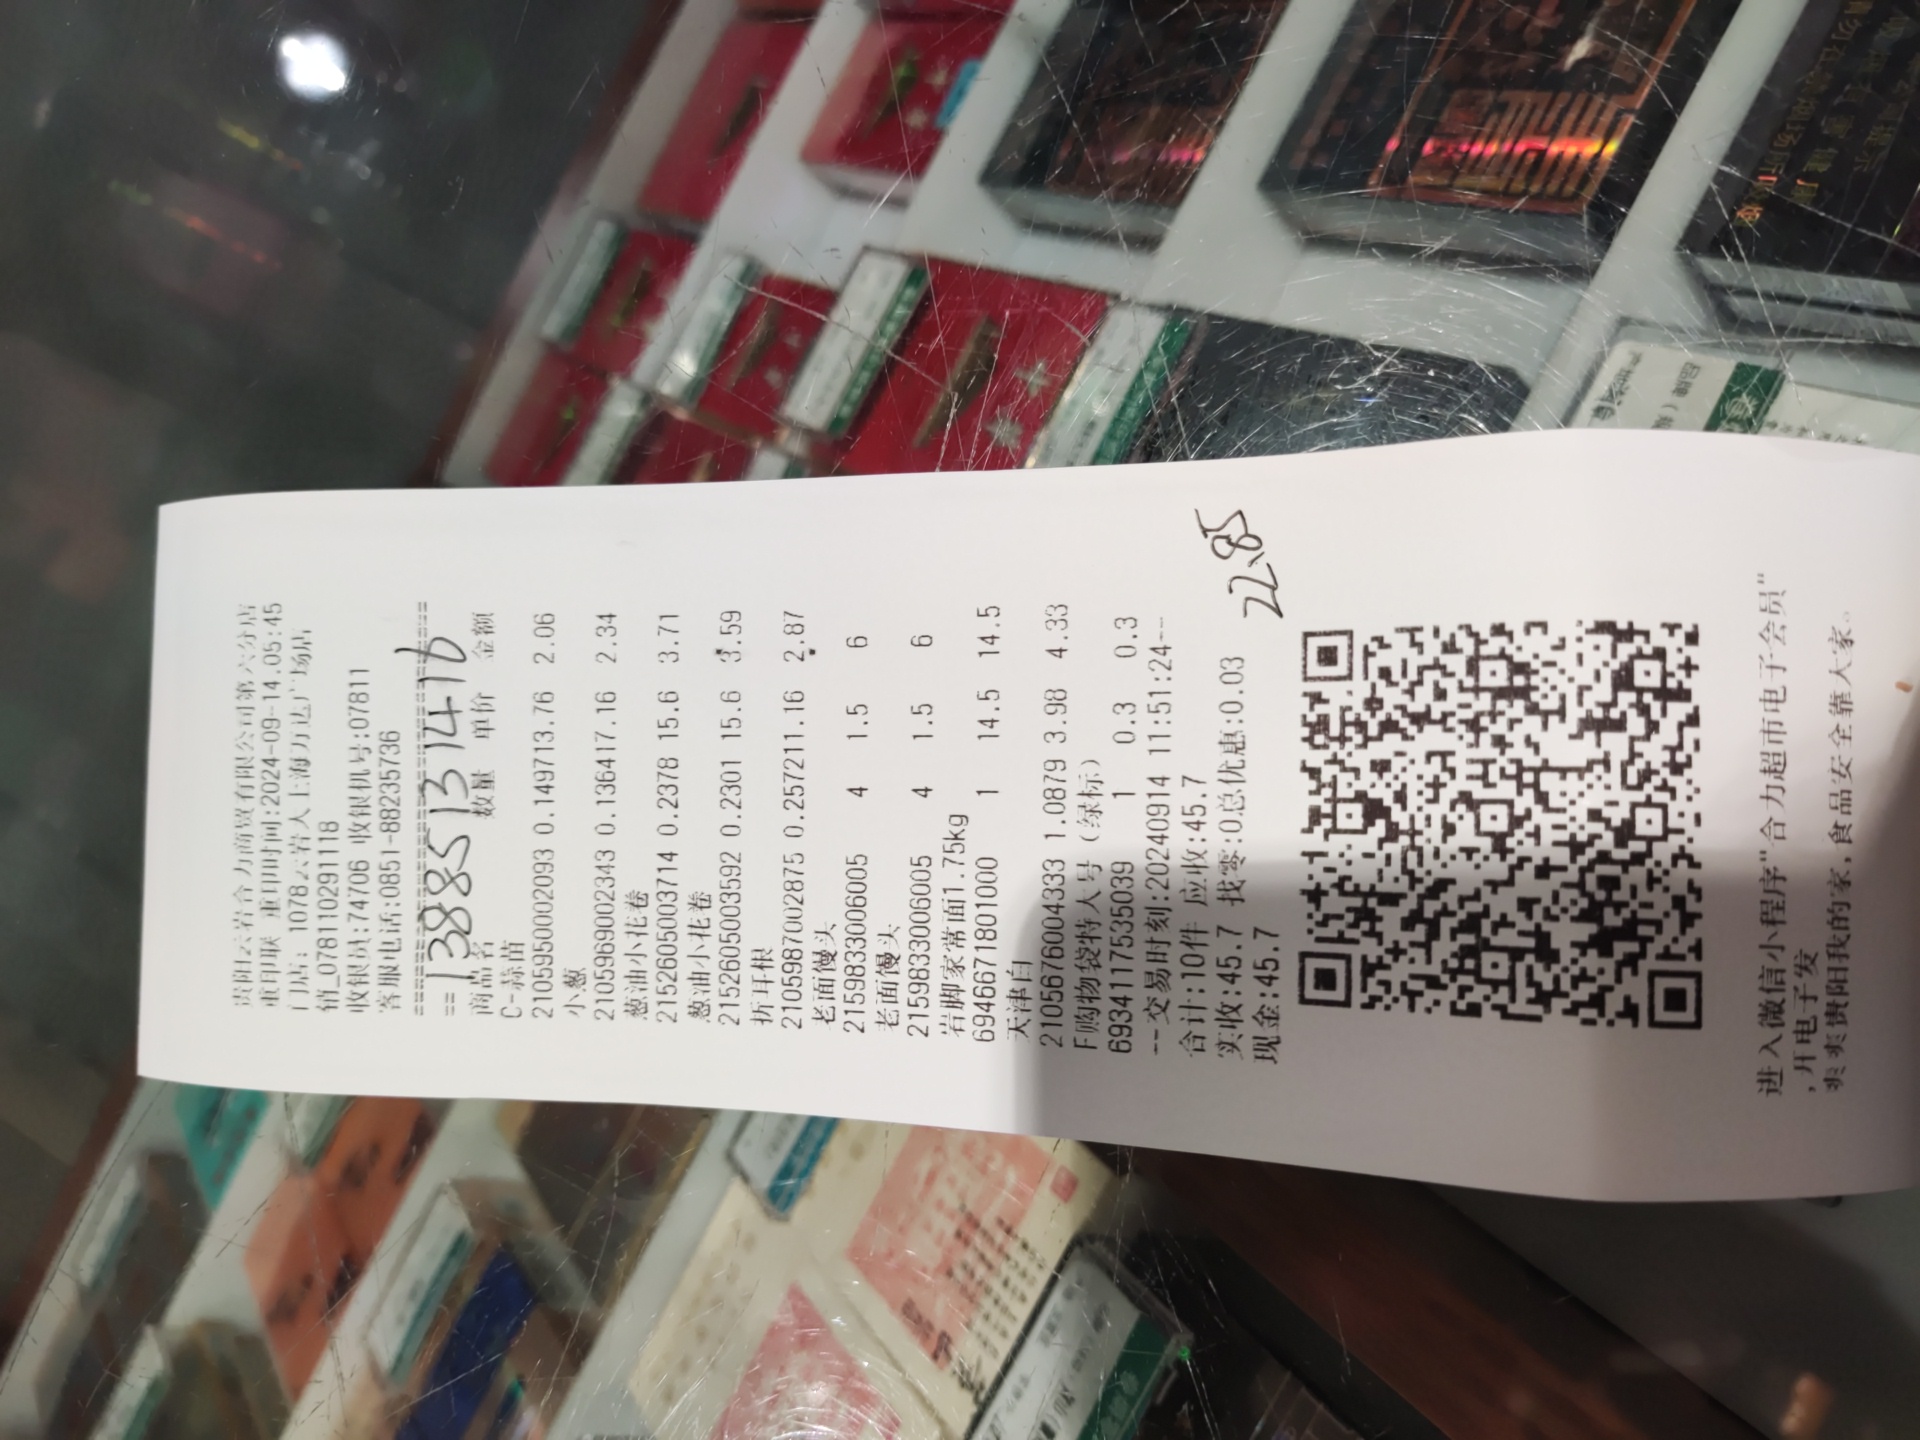 贵阳云岩合力商贸有限公司第六分店
重印联 重印时间:2024-09-14.05:45
门店: 1078云岩人上海万达广场店
销_0781102911118
收银员:74706 收银机号:07811
客服电话:0851-88235736
==============================
== 13885131416
商品名 数量 单价 金额
C-蒜苗
2105950002093 0.1497 13.76 2.06
小葱
2105969002343 0.1364 17.16 2.34
葱油小花卷
2152605003714 0.2378 15.6 3.71
葱油小花卷
2152605003592 0.2301 15.6 3.59
折耳根
2105987002875 0.2572 11.16 2.87
老面馒头
2159833006005 4 1.5 6
老面馒头
2159833006005 4 1.5 6
岩脚家常面1.75kg
6946671801000 1 14.5 14.5
天津白
2105676004333 1.0879 3.98 4.33
F购物袋特大号(绿标)
6934117535039 1 0.3 0.3
--交易时刻:20240914 11:51:24--
合计:10件 应收:45.7
实收:45.7 找零:0总优惠:0.03
现金:45.7
22.85
进入微信小程序"合力超市电子会员"
,开电子发
爽爽贵阳我的家,食品安全靠大家。